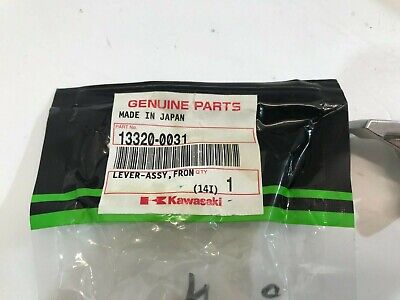 GENUINE PARTS
MADE IN JAPAN
PART No.
13320-0031
LEVER-ASSY,FRON QTY
(14I) 1
Kawasaki